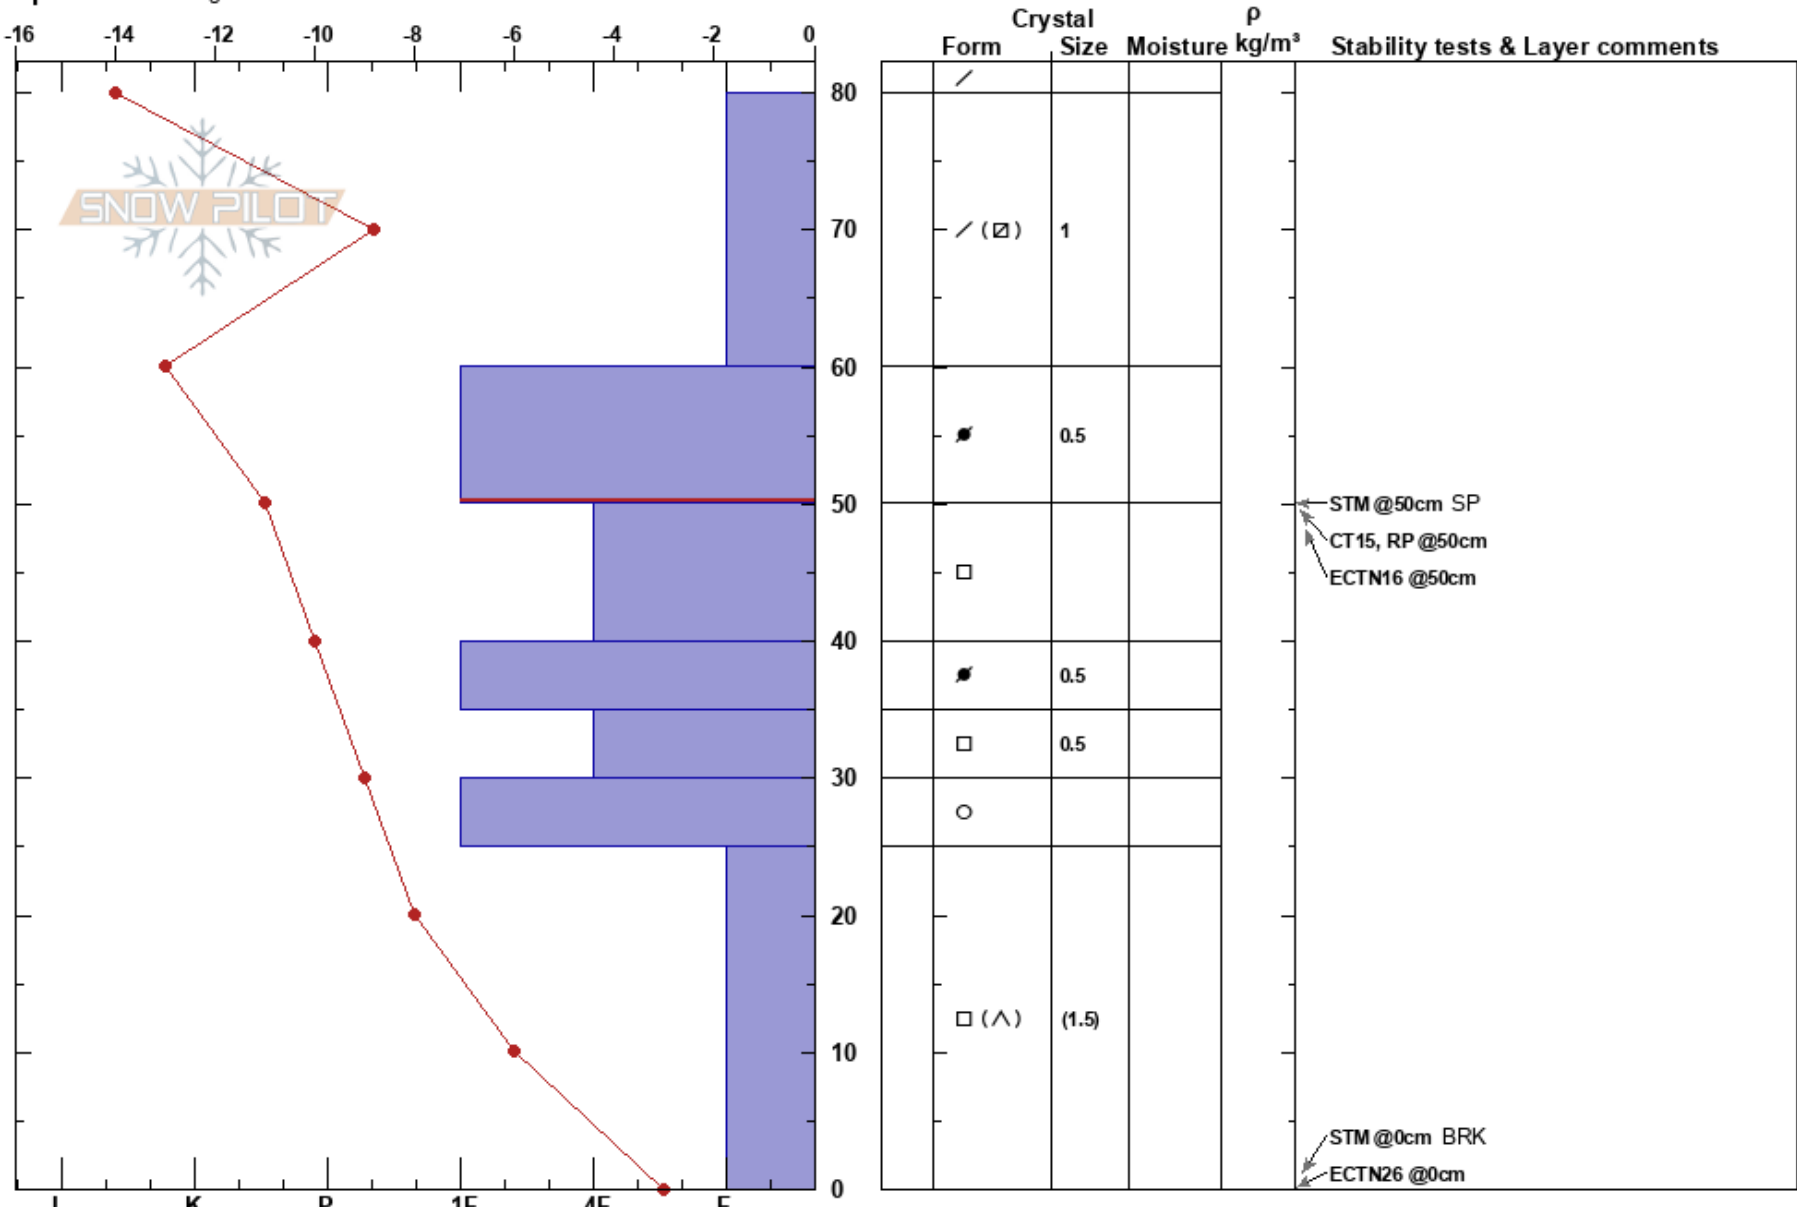 Crystal ρ
-16 -14 -12 -10 -8 -6 -4 -2 0 Form Size Moisture kg/m³ Stability tests & Layer comments
80
SNOW PILOT
70 1
60
0.5
50 STM @50cm SP
CT15, RP @50cm
ECTN16 @50cm
40
0.5
0.5
30
20
(1.5)
10
STM @0cm BRK
ECTN26 @0cm
0
I K P 1F 4F F